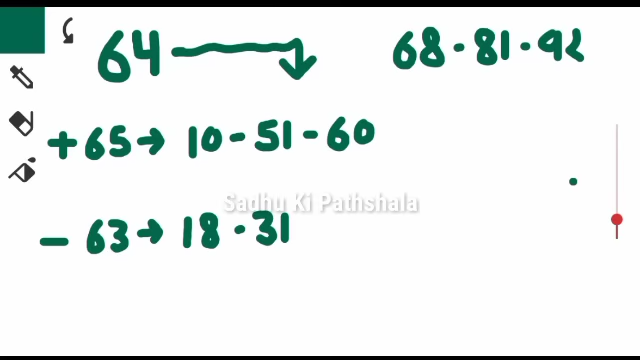 64 → 68 · 81 · 92
+ 65 → 10 - 51 - 60
Sadhu Ki Pathshala
- 63 → 18 · 31